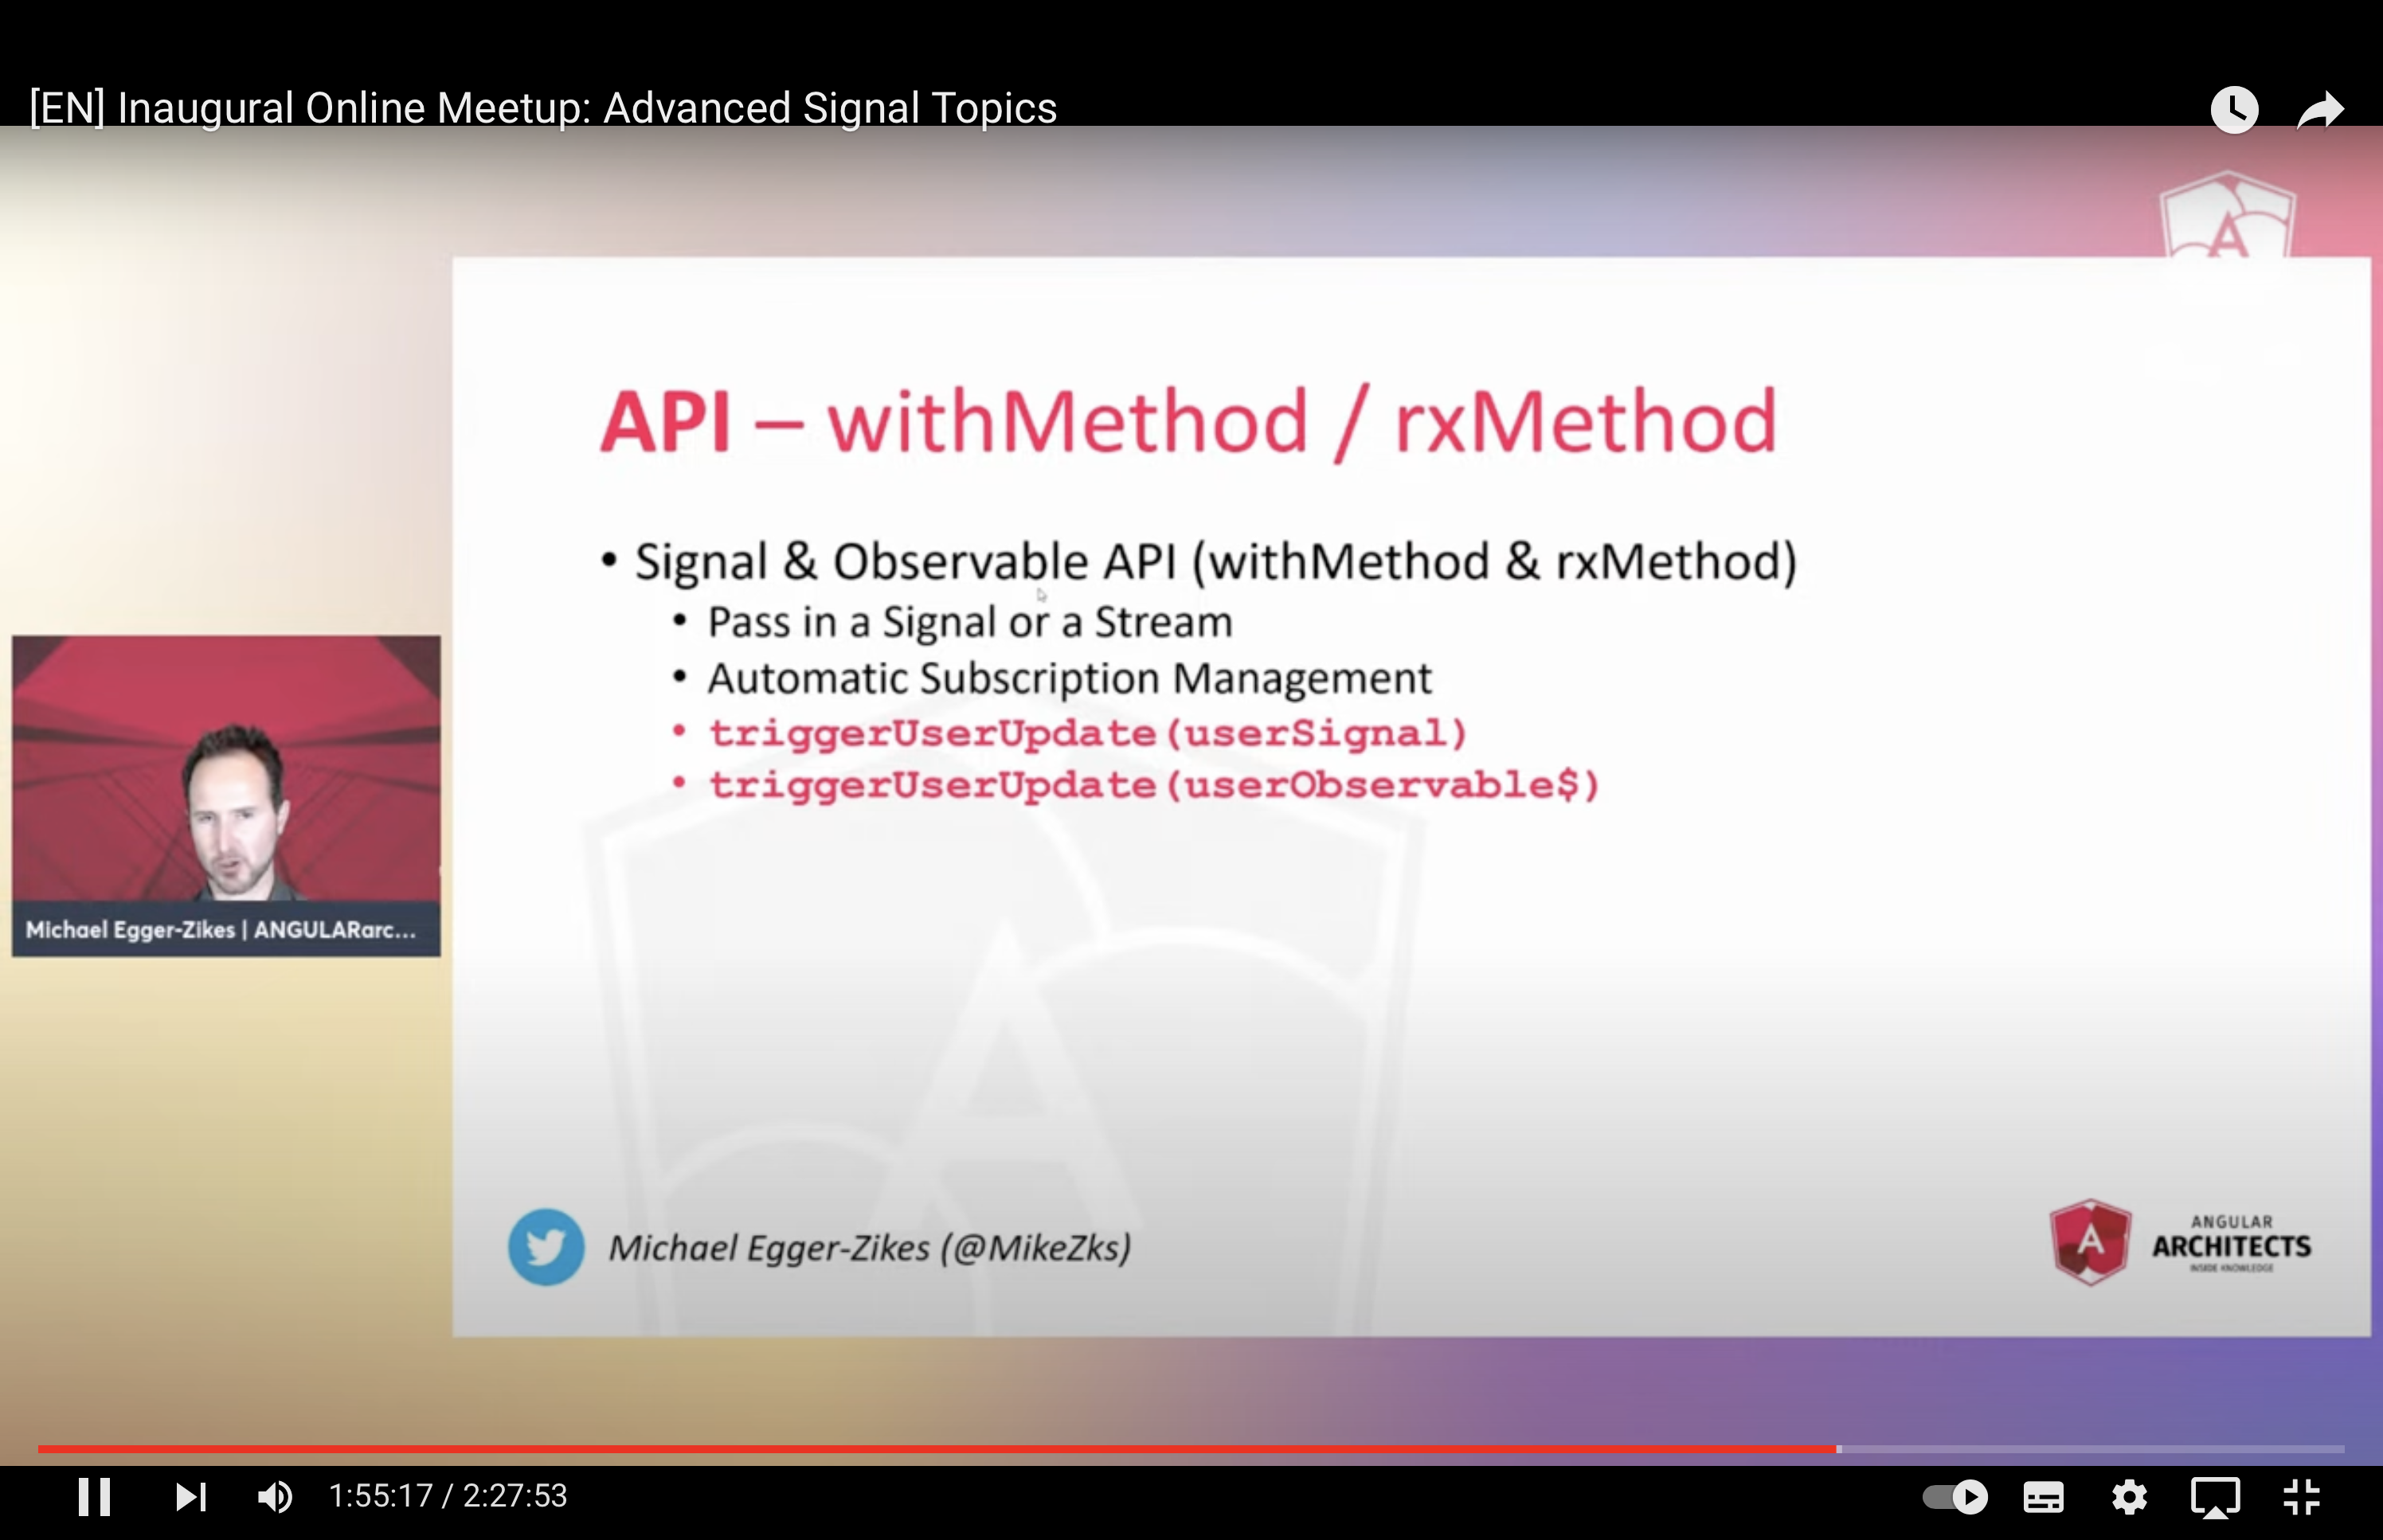 [EN] Inaugural Online Meetup: Advanced Signal Topics
A
API – withMethod / rxMethod
• Signal & Observable API (withMethod & rxMethod)
• Pass in a Signal or a Stream
• Automatic Subscription Management
• triggerUserUpdate(userSignal)
• triggerUserUpdate(userObservable$)
Michael Egger-Zikes | ANGULARarc...
Michael Egger-Zikes (@MikeZks)
A
ANGULAR
ARCHITECTS
INSIDE KNOWLEDGE
1:55:17 / 2:27:53